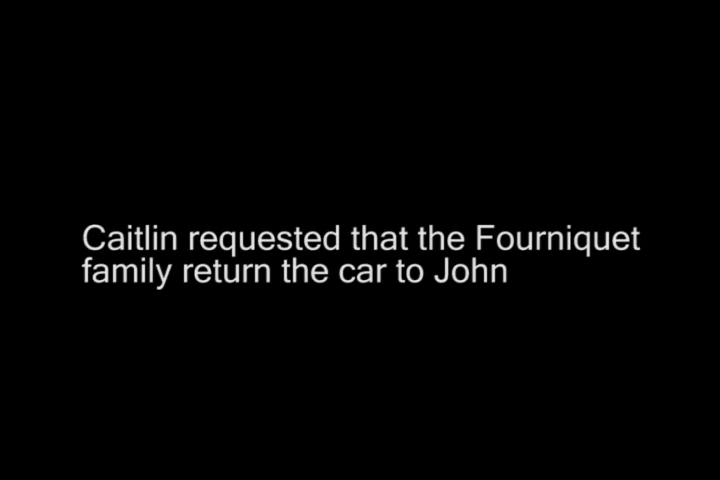 Caitlin requested that the Fourniquet
family return the car to John